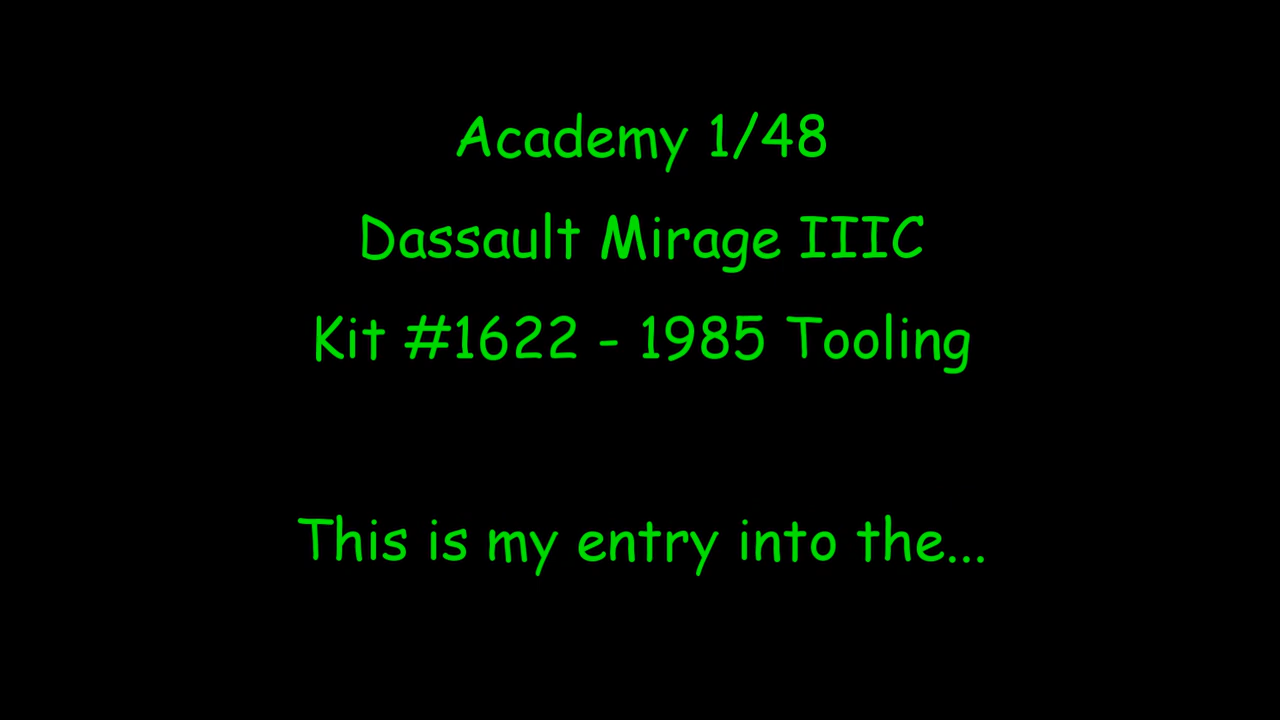 Academy 1/48
Dassault Mirage IIIC
Kit #1622 - 1985 Tooling
This is my entry into the...